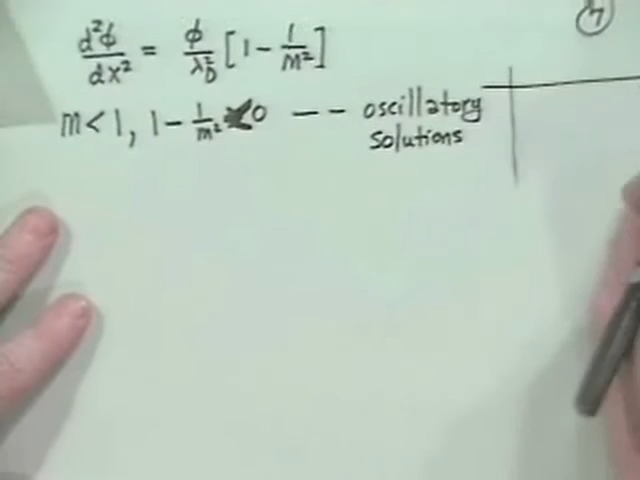 7
d²ϕ/dx² = ϕ/λ_D² [1 - 1/m²]
m < 1, 1 - 1/m² < 0 --- oscillatory
solutions